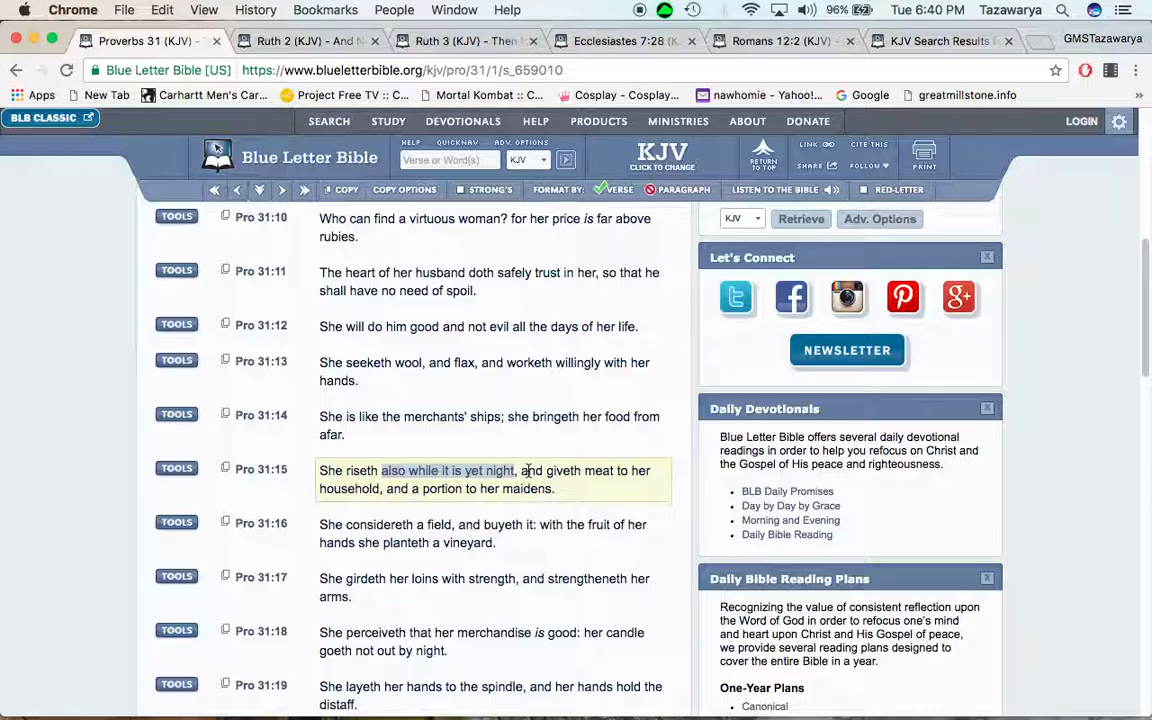 Chrome File Edit View History Bookmarks People Window Help 96% Tue 6:40 PM Tazawarya
Proverbs 31 (KJV) - × Ruth 2 (KJV) - And N × Ruth 3 (KJV) - Then N × Ecclesiastes 7:28 (K × Romans 12:2 (KJV) - × KJV Search Results F × GMSTazawarya
Blue Letter Bible [US] https://www.blueletterbible.org/kjv/pro/31/1/s_659010
Apps New Tab Carhartt Men's Car... Project Free TV :: C... Mortal Kombat :: C... Cosplay - Cosplay... nawhomie - Yahoo!... Google greatmillstone.info »
BLB CLASSIC
SEARCH STUDY DEVOTIONALS HELP PRODUCTS MINISTRIES ABOUT DONATE LOGIN
Blue Letter Bible
HELP QUICKNAV ADV. OPTIONS
Verse or Word(s) KJV
KJV
CLICK TO CHANGE
RETURN
TO TOP
LINK CITE THIS
SHARE FOLLOW
PRINT
COPY COPY OPTIONS STRONG'S FORMAT BY: VERSE PARAGRAPH LISTEN TO THE BIBLE RED-LETTER
TOOLS Pro 31:10 Who can find a virtuous woman? for her price is far above
rubies.
TOOLS Pro 31:11 The heart of her husband doth safely trust in her, so that he
shall have no need of spoil.
TOOLS Pro 31:12 She will do him good and not evil all the days of her life.
TOOLS Pro 31:13 She seeketh wool, and flax, and worketh willingly with her
hands.
TOOLS Pro 31:14 She is like the merchants' ships; she bringeth her food from
afar.
TOOLS Pro 31:15 She riseth also while it is yet night, and giveth meat to her
household, and a portion to her maidens.
TOOLS Pro 31:16 She considereth a field, and buyeth it: with the fruit of her
hands she planteth a vineyard.
TOOLS Pro 31:17 She girdeth her loins with strength, and strengtheneth her
arms.
TOOLS Pro 31:18 She perceiveth that her merchandise is good: her candle
goeth not out by night.
TOOLS Pro 31:19 She layeth her hands to the spindle, and her hands hold the
distaff.
KJV Retrieve Adv. Options
Let's Connect
NEWSLETTER
Daily Devotionals
Blue Letter Bible offers several daily devotional
readings in order to help you refocus on Christ and
the Gospel of His peace and righteousness.
• BLB Daily Promises
• Day by Day by Grace
• Morning and Evening
• Daily Bible Reading
Daily Bible Reading Plans
Recognizing the value of consistent reflection upon
the Word of God in order to refocus one's mind
and heart upon Christ and His Gospel of peace,
we provide several reading plans designed to
cover the entire Bible in a year.
One-Year Plans
• Canonical